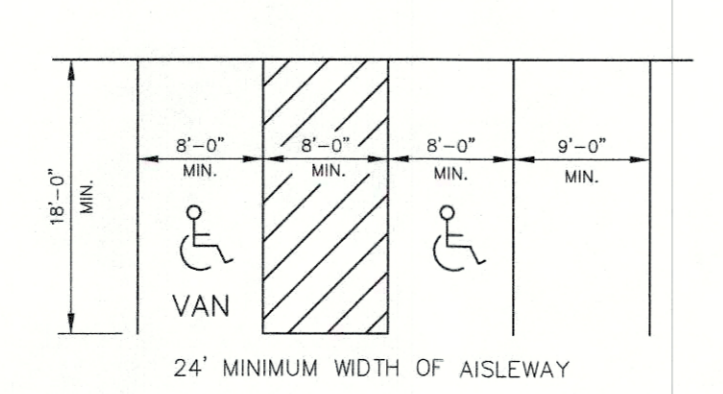 8'-0" 8'-0" 8'-0" 9'-0"
MIN. MIN. MIN. MIN.
18'-0"
MIN.
VAN
24' MINIMUM WIDTH OF AISLEWAY